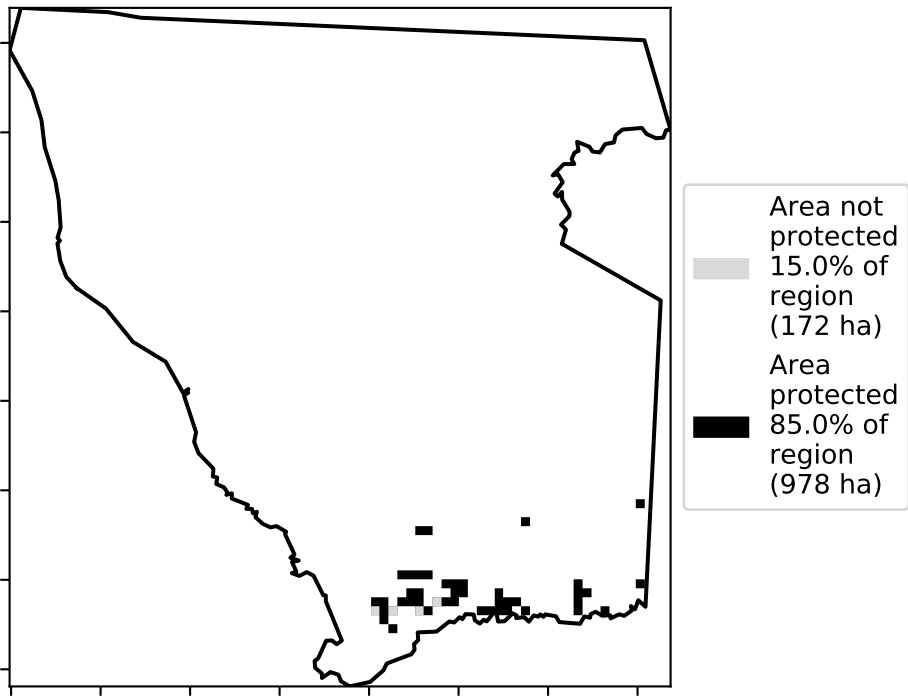 Area not
protected
15.0% of
region
(172 ha)
Area
protected
85.0% of
region
(978 ha)